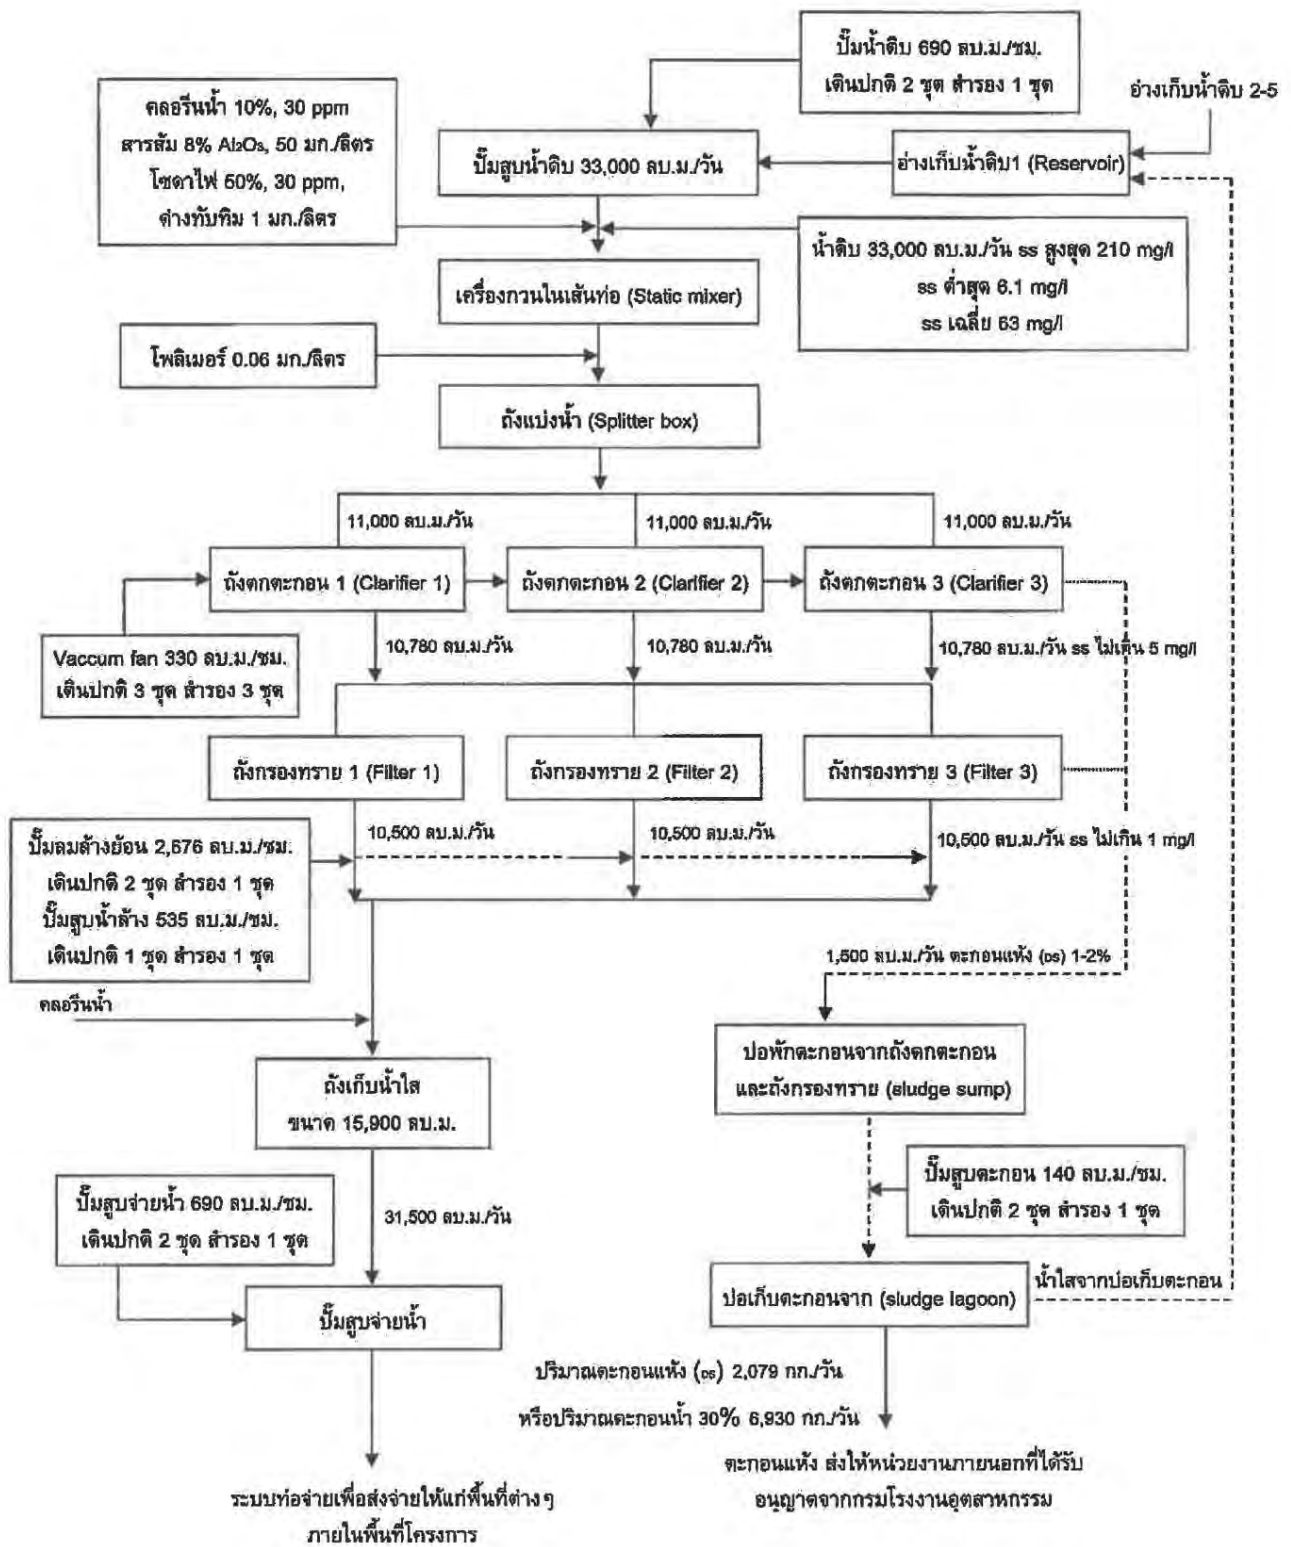 ปั๊มน้ำดิบ 690 ลบ.ม./ชม.
เดินปกติ 2 ชุด สำรอง 1 ชุด
อ่างเก็บน้ำดิบ 2-5
คลอรีนน้ำ 10%, 30 ppm
สารส้ม 8% Al₂O₃, 50 มก./ลิตร
โซดาไฟ 50%, 30 ppm,
ด่างทับทิม 1 มก./ลิตร
ปั๊มสูบน้ำดิบ 33,000 ลบ.ม./วัน
อ่างเก็บน้ำดิบ1 (Reservoir)
น้ำดิบ 33,000 ลบ.ม./วัน ss สูงสุด 210 mg/l
ss ต่ำสุด 6.1 mg/l
ss เฉลี่ย 63 mg/l
เครื่องกวนในเส้นท่อ (Static mixer)
โพลิเมอร์ 0.06 มก./ลิตร
ถังแบ่งน้ำ (Splitter box)
11,000 ลบ.ม./วัน
11,000 ลบ.ม./วัน
11,000 ลบ.ม./วัน
ถังตกตะกอน 1 (Clarifier 1)
ถังตกตะกอน 2 (Clarifier 2)
ถังตกตะกอน 3 (Clarifier 3)
10,780 ลบ.ม./วัน
10,780 ลบ.ม./วัน
10,780 ลบ.ม./วัน ss ไม่เกิน 5 mg/l
Vaccum fan 330 ลบ.ม./ชม.
เดินปกติ 3 ชุด สำรอง 3 ชุด
ถังกรองทราย 1 (Filter 1)
ถังกรองทราย 2 (Filter 2)
ถังกรองทราย 3 (Filter 3)
10,500 ลบ.ม./วัน
10,500 ลบ.ม./วัน
10,500 ลบ.ม./วัน ss ไม่เกิน 1 mg/l
ปั๊มลมล้างย้อน 2,676 ลบ.ม./ชม.
เดินปกติ 2 ชุด สำรอง 1 ชุด
ปั๊มสูบน้ำล้าง 535 ลบ.ม./ชม.
เดินปกติ 1 ชุด สำรอง 1 ชุด
1,500 ลบ.ม./วัน ตะกอนแห้ง (DS) 1-2%
คลอรีนน้ำ
บ่อพักตะกอนจากถังตกตะกอน
และถังกรองทราย (sludge sump)
ถังเก็บน้ำใส
ขนาด 15,900 ลบ.ม.
ปั๊มสูบตะกอน 140 ลบ.ม./ชม.
เดินปกติ 2 ชุด สำรอง 1 ชุด
ปั๊มสูบจ่ายน้ำ 690 ลบ.ม./ชม.
เดินปกติ 2 ชุด สำรอง 1 ชุด
31,500 ลบ.ม./วัน
น้ำใสจากบ่อเก็บตะกอน
บ่อเก็บตะกอนจาก (sludge lagoon)
ปั๊มสูบจ่ายน้ำ
ปริมาณตะกอนแห้ง (DS) 2,079 กก./วัน
หรือปริมาณตะกอนน้ำ 30% 6,930 กก./วัน
ตะกอนแห้ง ส่งให้หน่วยงานภายนอกที่ได้รับ
อนุญาตจากกรมโรงงานอุตสาหกรรม
ระบบท่อจ่ายเพื่อส่งจ่ายให้แก่พื้นที่ต่างๆ
ภายในพื้นที่โครงการ